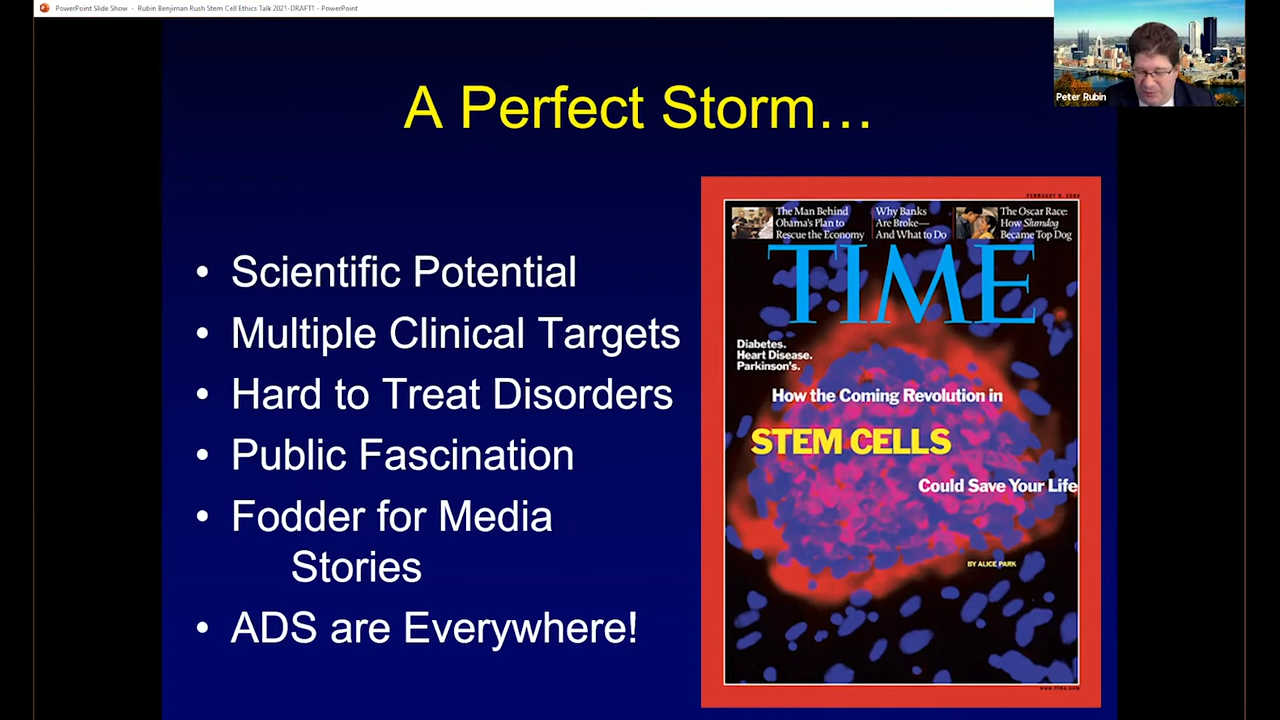 PowerPoint Slide Show - Rubin Benjiman Rush Stem Cell Ethics Talk 2021-DRAFT1 - PowerPoint
Peter Rubin
A Perfect Storm…
• Scientific Potential
• Multiple Clinical Targets
• Hard to Treat Disorders
• Public Fascination
• Fodder for Media
Stories
• ADS are Everywhere!
The Man Behind
Obama's Plan to
Rescue the Economy
Why Banks
Are Broke—
And What to Do
The Oscar Race:
How Slumdog
Became Top Dog
TIME
Diabetes.
Heart Disease.
Parkinson's.
How the Coming Revolution in
STEM CELLS
Could Save Your Life
BY ALICE PARK